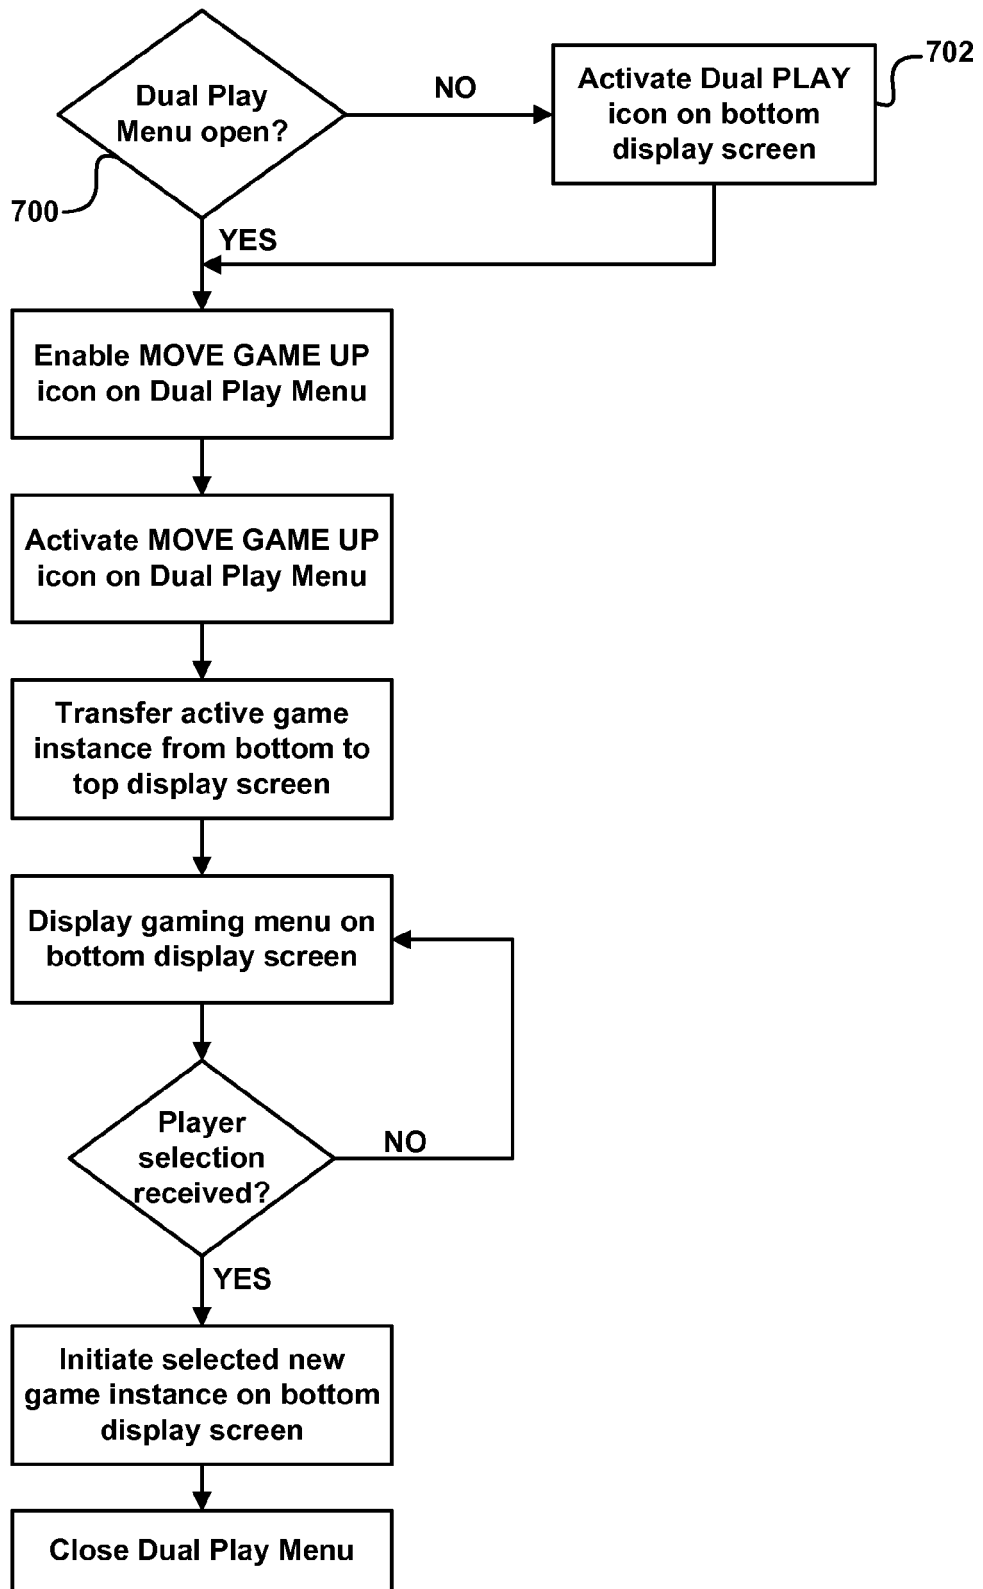 Dual Play
Menu open?
NO
Activate Dual PLAY
icon on bottom
display screen
702
700
YES
Enable MOVE GAME UP
icon on Dual Play Menu
Activate MOVE GAME UP
icon on Dual Play Menu
Transfer active game
instance from bottom to
top display screen
Display gaming menu on
bottom display screen
Player
selection
received?
NO
YES
Initiate selected new
game instance on bottom
display screen
Close Dual Play Menu